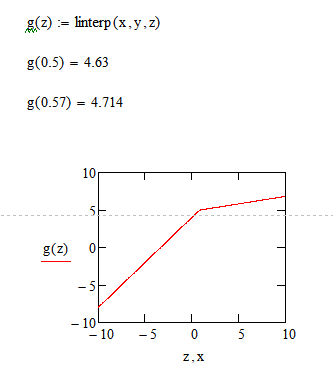 g(z) := linterp(x,y,z)
g(0.5) = 4.63
g(0.57) = 4.714
10
5
g(z)
0
−5
−10
−10 −5 0 5 10
z,x